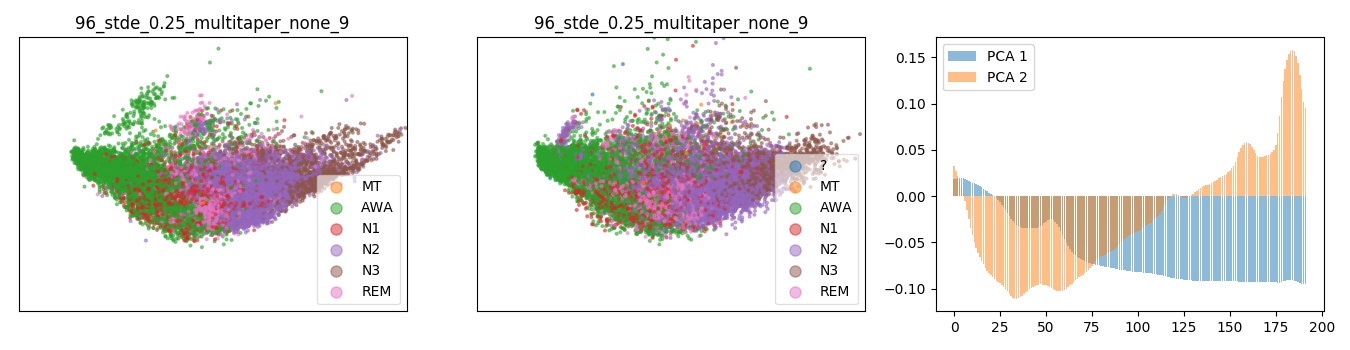 96_stde_0.25_multitaper_none_9
MT
AWA
N1
N2
N3
REM
96_stde_0.25_multitaper_none_9
?
MT
AWA
N1
N2
N3
REM
PCA 1
PCA 2
0.15
0.10
0.05
0.00
−0.05
−0.10
0 25 50 75 100 125 150 175 200